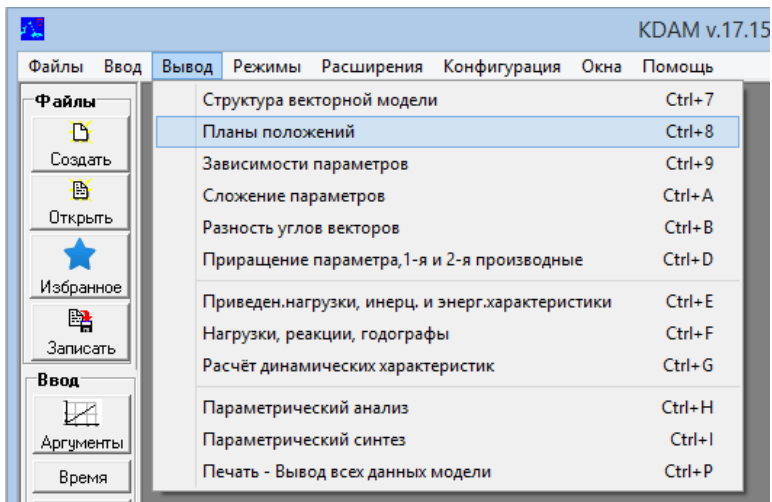 KDAM v.17.15
Файлы Ввод Вывод Режимы Расширения Конфигурация Окна Помощь
Файлы
Создать
Открыть
Избранное
Записать
Ввод
Аргументы
Время
Структура векторной модели Ctrl+7
Планы положений Ctrl+8
Зависимости параметров Ctrl+9
Сложение параметров Ctrl+A
Разность углов векторов Ctrl+B
Приращение параметра,1-я и 2-я производные Ctrl+D
Приведен.нагрузки, инерц. и энерг.характеристики Ctrl+E
Нагрузки, реакции, годографы Ctrl+F
Расчёт динамических характеристик Ctrl+G
Параметрический анализ Ctrl+H
Параметрический синтез Ctrl+I
Печать - Вывод всех данных модели Ctrl+P